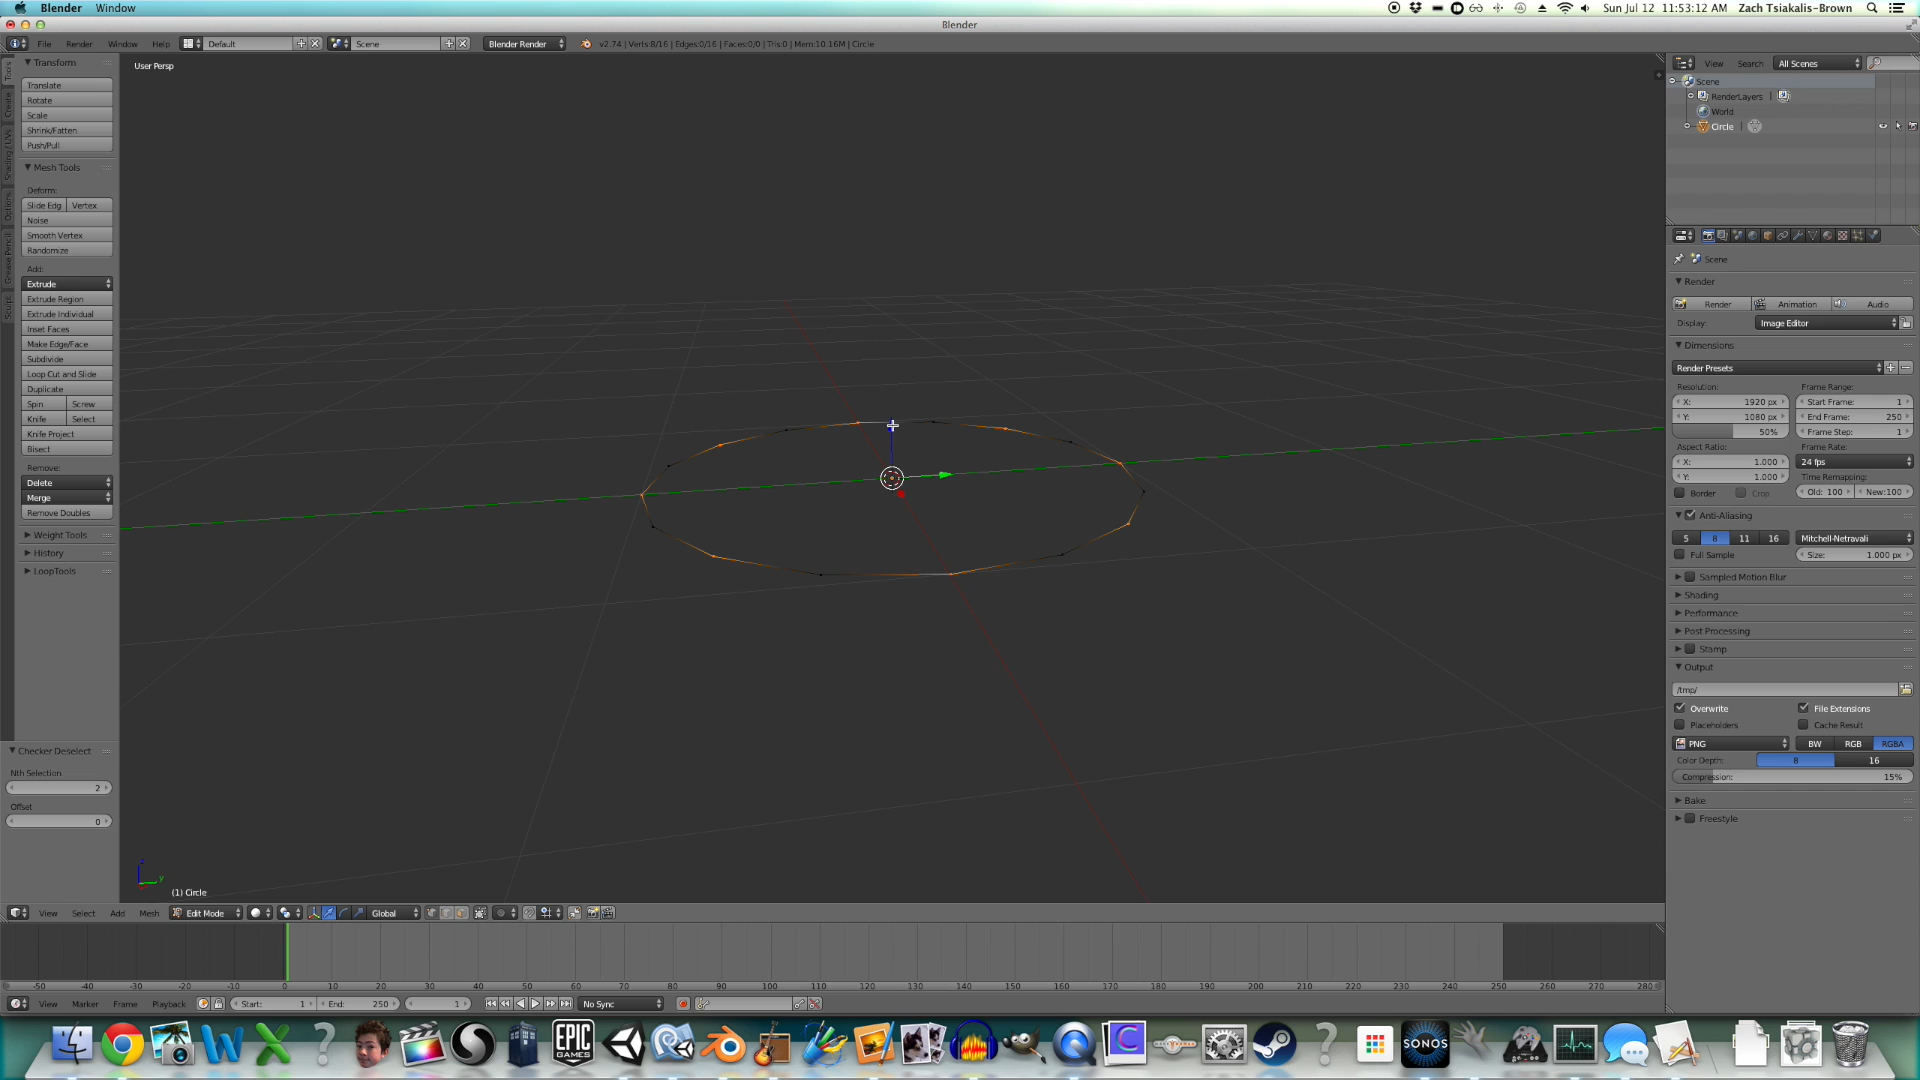 Blender Window
Sun Jul 12 11:53:12 AM Zach Tsiakalis-Brown
Blender
File Render Window Help Default Scene Blender Render v2.74 | Verts:8/16 | Edges:0/16 | Faces:0/0 | Tris:0 | Mem:10.16M | Circle
Tools
Create
Shading / UVs
Options
Grease Pencil
Transform
Translate
Rotate
Scale
Shrink/Fatten
Push/Pull
Mesh Tools
Deform:
Slide Edg Vertex
Noise
Smooth Vertex
Randomize
Add:
Extrude
Extrude Region
Extrude Individual
Inset Faces
Make Edge/Face
Subdivide
Loop Cut and Slide
Duplicate
Spin Screw
Knife Select
Knife Project
Bisect
Remove:
Delete
Merge
Remove Doubles
Weight Tools
History
LoopTools
Checker Deselect
Nth Selection
2
Offset
0
User Persp
z
y
(1) Circle
View Select Add Mesh Edit Mode Global
-50 -40 -30 -20 -10 0 10 20 30 40 50 60 70 80 90 100 110 120 130 140 150 160 170 180 190 200 210 220 230 240 250 260 270 280
View Marker Frame Playback Start: 1 End: 250 1 No Sync
View Search All Scenes
Scene
RenderLayers |
World
Circle |
Scene
Render
Render Animation Audio
Display: Image Editor
Dimensions
Render Presets
Resolution: Frame Range:
X: 1920 px Start Frame: 1
Y: 1080 px End Frame: 250
50% Frame Step: 1
Aspect Ratio: Frame Rate:
X: 1.000 24 fps
Y: 1.000 Time Remapping:
Border Crop Old: 100 New:100
Anti-Aliasing
5 8 11 16 Mitchell-Netravali
Full Sample Size: 1.000 px
Sampled Motion Blur
Shading
Performance
Post Processing
Stamp
Output
/tmp/
Overwrite File Extensions
Placeholders Cache Result
PNG BW RGB RGBA
Color Depth: 8 16
Compression: 15%
Bake
Freestyle
EPIC
GAMES
SONOS